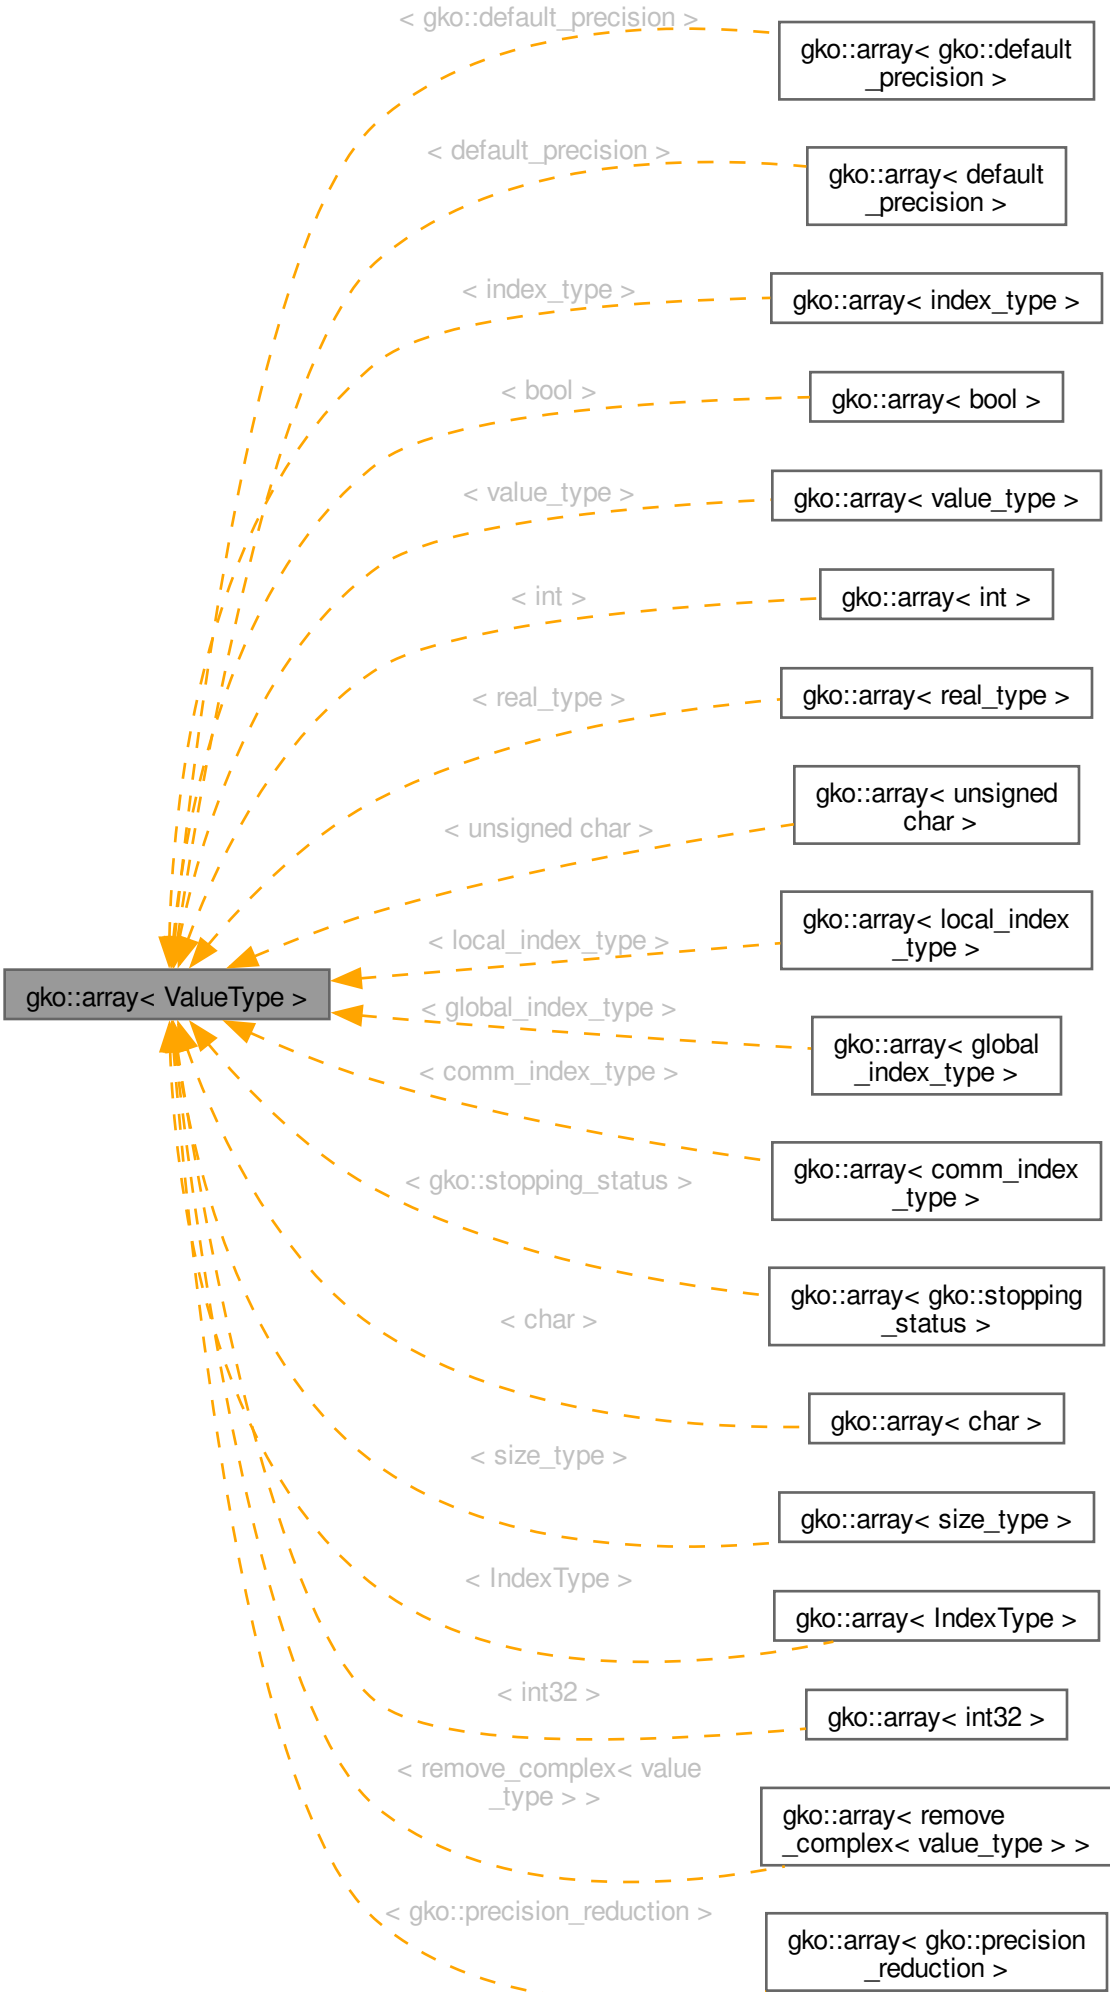 < gko::default_precision >
gko::array< gko::default
_precision >
< default_precision >
gko::array< default
_precision >
< index_type >
gko::array< index_type >
< bool >
gko::array< bool >
< value_type >
gko::array< value_type >
< int >
gko::array< int >
< real_type >
gko::array< real_type >
gko::array< unsigned
char >
< unsigned char >
gko::array< local_index
_type >
< local_index_type >
gko::array< ValueType >
< global_index_type >
gko::array< global
_index_type >
< comm_index_type >
gko::array< comm_index
_type >
< gko::stopping_status >
gko::array< gko::stopping
_status >
< char >
gko::array< char >
< size_type >
gko::array< size_type >
< IndexType >
gko::array< IndexType >
< int32 >
gko::array< int32 >
< remove_complex< value
_type > >
gko::array< remove
_complex< value_type > >
< gko::precision_reduction >
gko::array< gko::precision
_reduction >